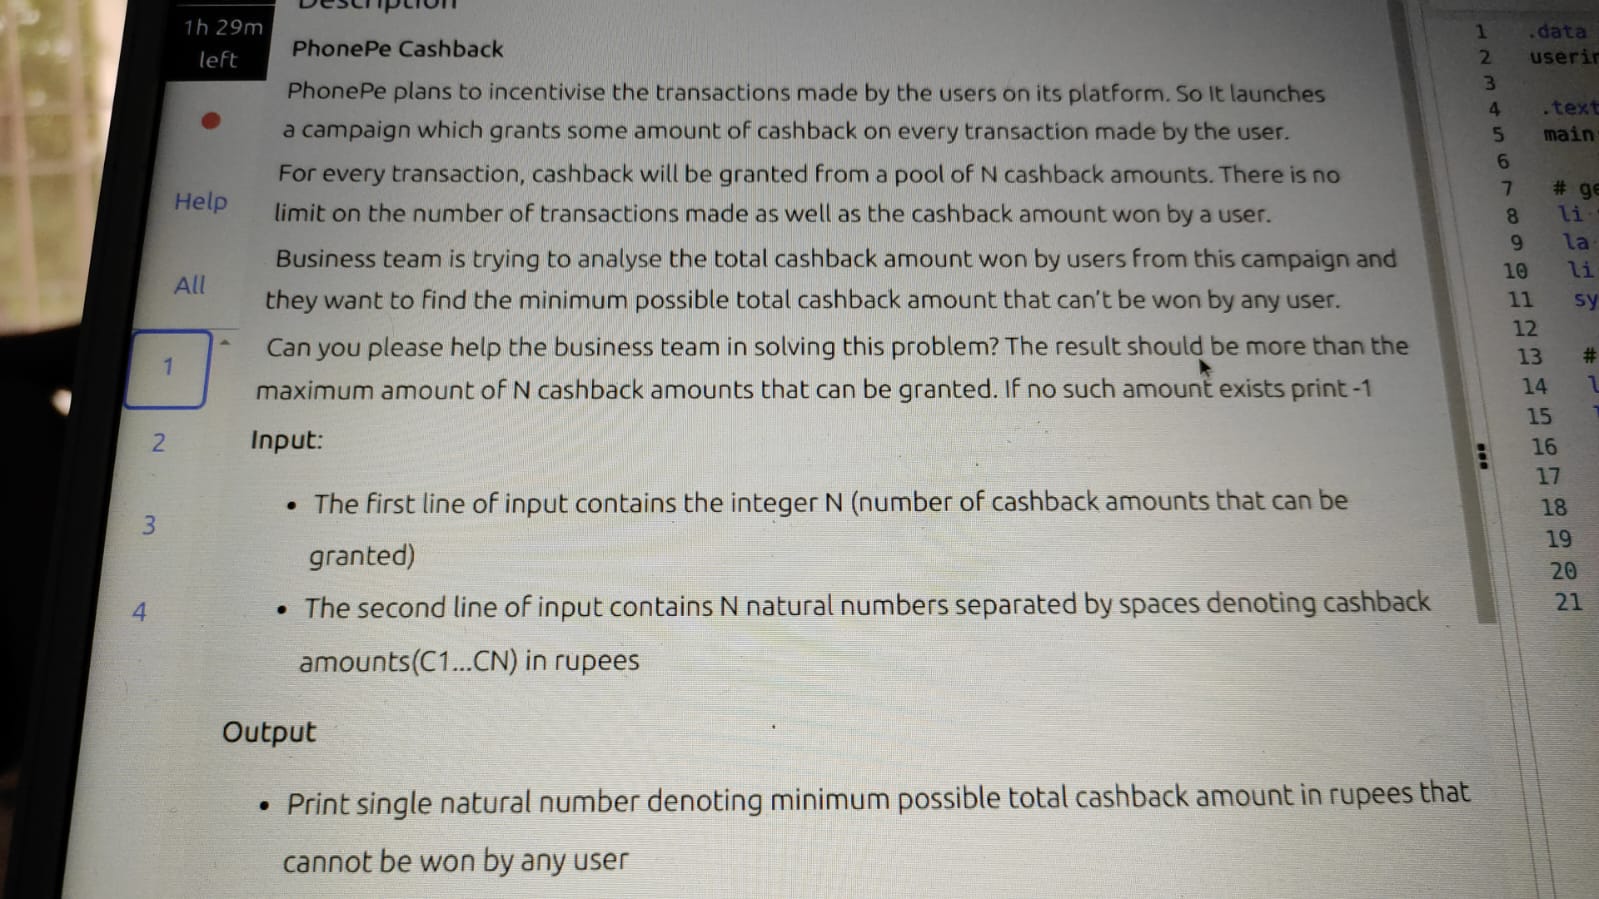 Description
1h 29m
left
PhonePe Cashback
PhonePe plans to incentivise the transactions made by the users on its platform. So It launches
a campaign which grants some amount of cashback on every transaction made by the user.
For every transaction, cashback will be granted from a pool of N cashback amounts. There is no
limit on the number of transactions made as well as the cashback amount won by a user.
Business team is trying to analyse the total cashback amount won by users from this campaign and
they want to find the minimum possible total cashback amount that can't be won by any user.
Can you please help the business team in solving this problem? The result should be more than the
maximum amount of N cashback amounts that can be granted. If no such amount exists print -1
Input:
• The first line of input contains the integer N (number of cashback amounts that can be
granted)
• The second line of input contains N natural numbers separated by spaces denoting cashback
amounts(C1...CN) in rupees
Output
• Print single natural number denoting minimum possible total cashback amount in rupees that
cannot be won by any user
Help
All
1
2
3
4
1 .data
2
3
4 .text
5 main
6
7 #
8 li
9 la
10 li
11
12
13 #
14
15
16
17
18
19
20
21